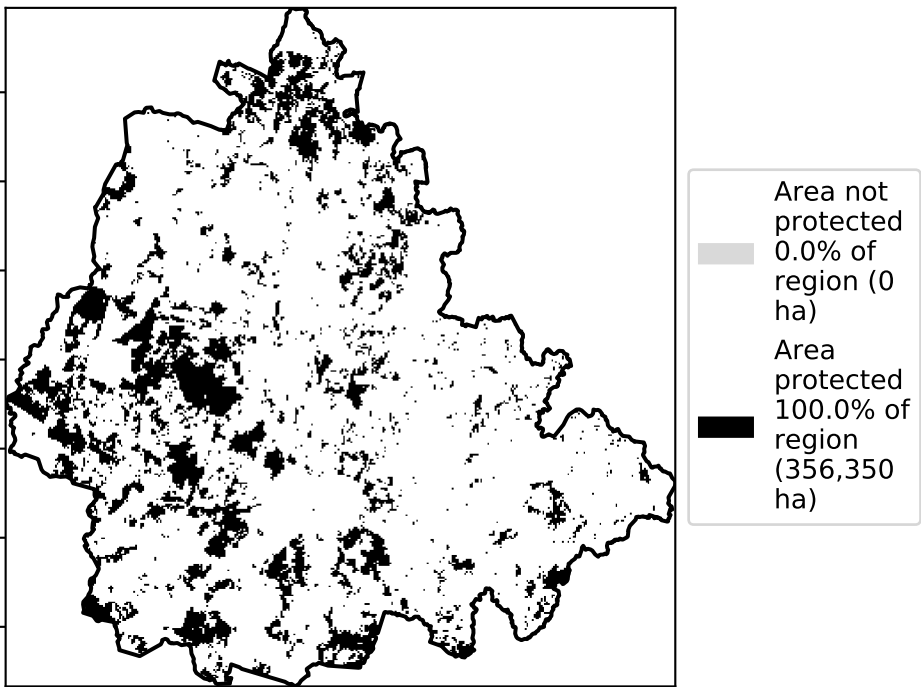 Area not
protected
0.0% of
region (0
ha)
Area
protected
100.0% of
region
(356,350
ha)